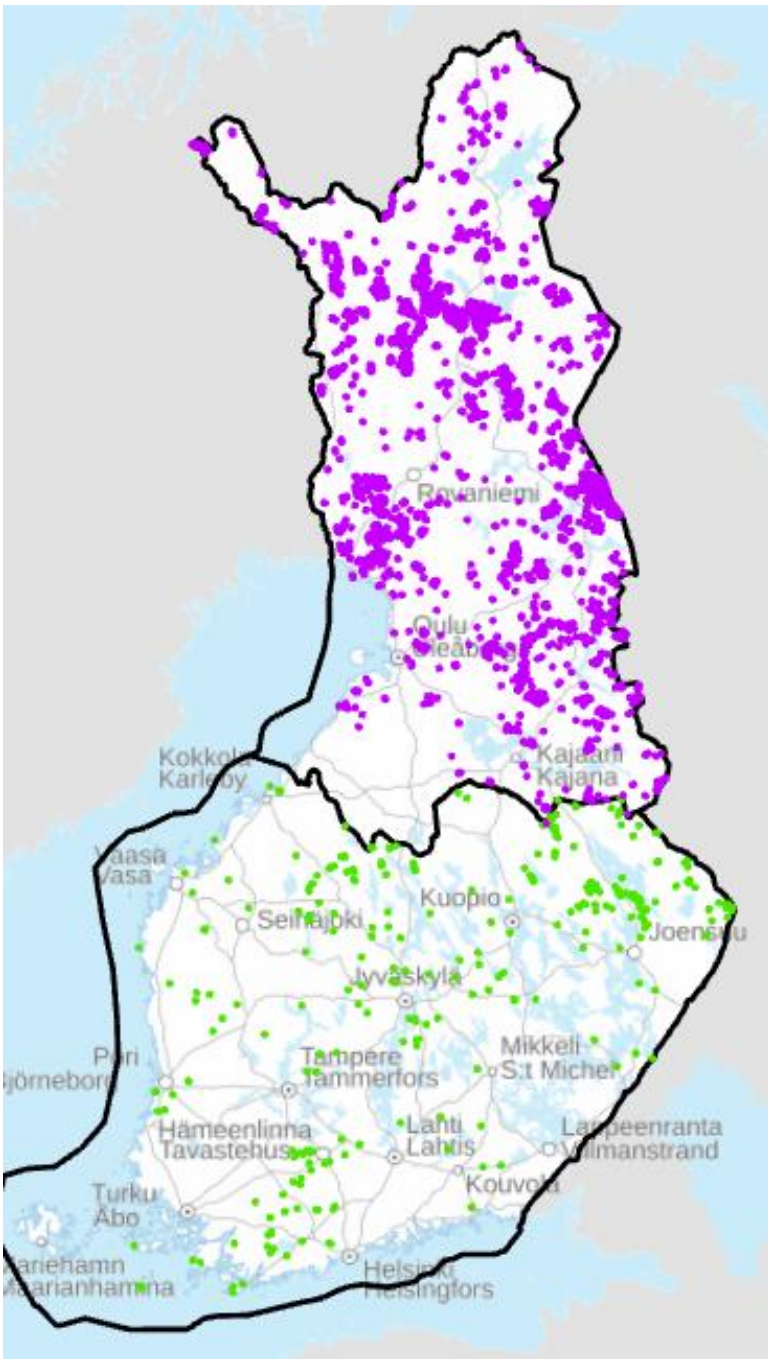 Rovaniemi
Oulu
Uleåborg
Kokkola
Karleby
Kajaani
Kajana
Vaasa
Vasa
Kuopio
Seinäjoki
Joensuu
Jyväskylä
Mikkeli
S:t Michel
Pori
Björneborg
Tampere
Tammerfors
Hämeenlinna
Tavastehus
Lahti
Lahtis
Lappeenranta
Villmanstrand
Kouvola
Turku
Åbo
Mariehamn
Maarianhamina
Helsinki
Helsingfors